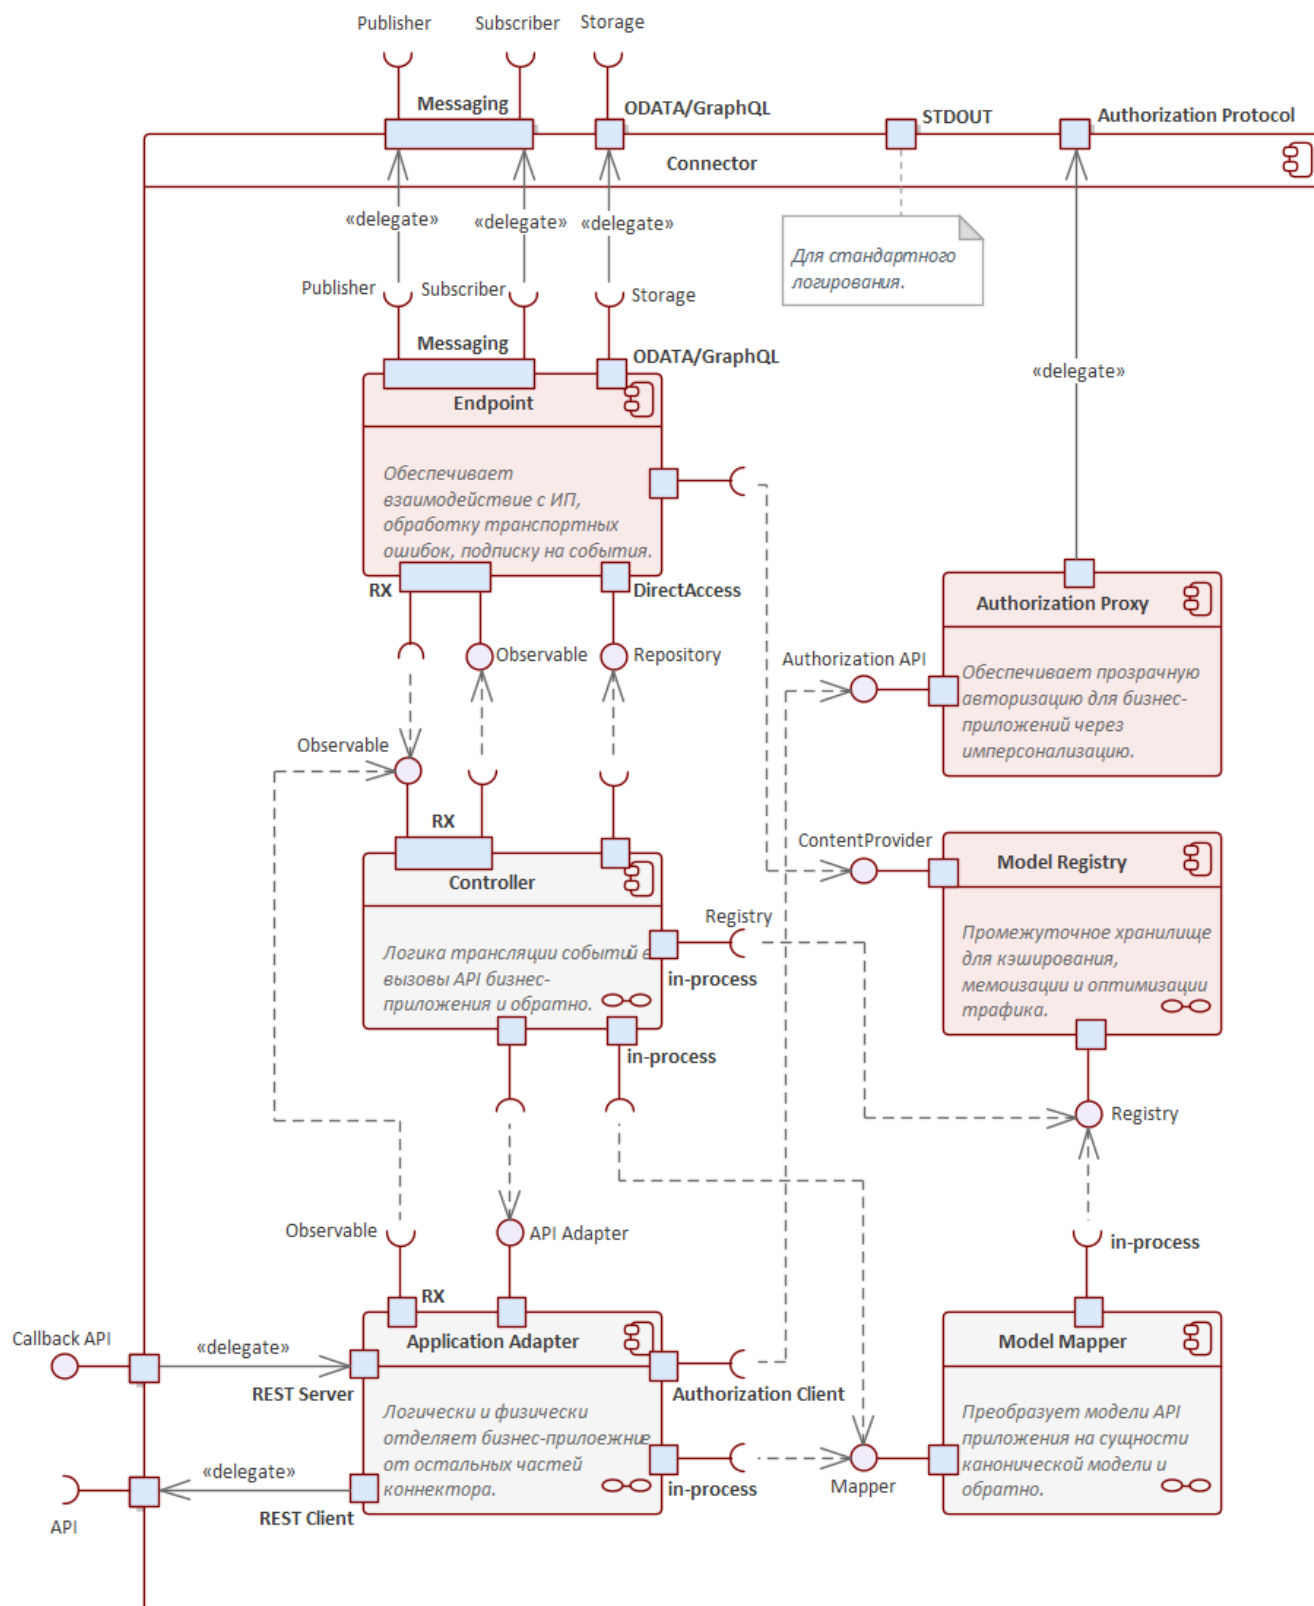 Publisher
Subscriber
Storage
Messaging
ODATA/GraphQL
STDOUT
Authorization Protocol
Connector
«delegate»
«delegate»
«delegate»
Для стандартного
логирования.
Publisher
Subscriber
Storage
Messaging
ODATA/GraphQL
«delegate»
Endpoint
Обеспечивает
взаимодействие с ИП,
обработку транспортных
ошибок, подписку на события.
RX
DirectAccess
Authorization Proxy
Observable
Repository
Authorization API
Обеспечивает прозрачную
авторизацию для бизнес-
приложений через
имперсонализацию.
Observable
RX
ContentProvider
Controller
Model Registry
Registry
Логика трансляции событий в
вызовы API бизнес-
приложения и обратно.
in-process
Промежуточное хранилище
для кэширования,
мемоизации и оптимизации
трафика.
in-process
Registry
Observable
API Adapter
in-process
RX
Callback API
«delegate»
Application Adapter
Model Mapper
REST Server
Authorization Client
Логически и физически
отделяет бизнес-прилоежние
от остальных частей
коннектора.
Преобразует модели API
приложения на сущности
канонической модели и
обратно.
«delegate»
in-process
Mapper
API
REST Client